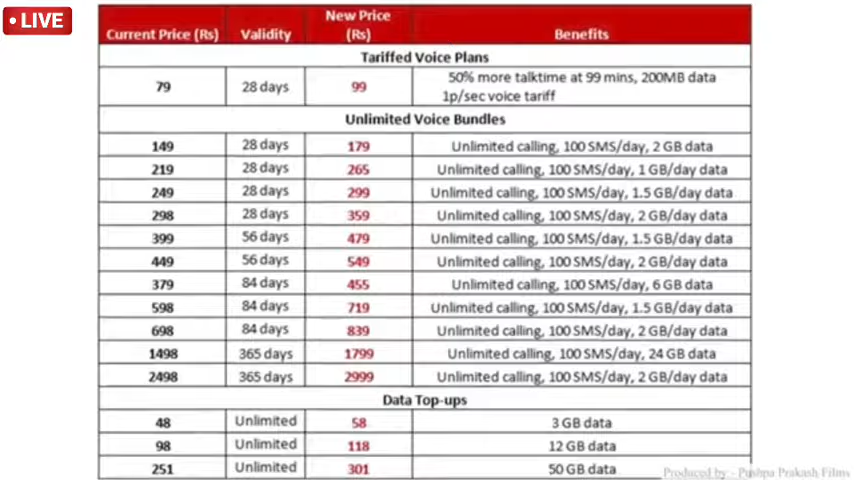 LIVE
Current Price (Rs) Validity New Price (Rs) Benefits
Tariffed Voice Plans
79 28 days 99 50% more talktime at 99 mins, 200MB data
1p/sec voice tariff
Unlimited Voice Bundles
149 28 days 179 Unlimited calling, 100 SMS/day, 2 GB data
219 28 days 265 Unlimited calling, 100 SMS/day, 1 GB/day data
249 28 days 299 Unlimited calling, 100 SMS/day, 1.5 GB/day data
298 28 days 359 Unlimited calling, 100 SMS/day, 2 GB/day data
399 56 days 479 Unlimited calling, 100 SMS/day, 1.5 GB/day data
449 56 days 549 Unlimited calling, 100 SMS/day, 2 GB/day data
379 84 days 455 Unlimited calling, 100 SMS/day, 6 GB data
598 84 days 719 Unlimited calling, 100 SMS/day, 1.5 GB/day data
698 84 days 839 Unlimited calling, 100 SMS/day, 2 GB/day data
1498 365 days 1799 Unlimited calling, 100 SMS/day, 24 GB data
2498 365 days 2999 Unlimited calling, 100 SMS/day, 2 GB/day data
Data Top-ups
48 Unlimited 58 3 GB data
98 Unlimited 118 12 GB data
251 Unlimited 301 50 GB data
Produced by:- Pushpa Prakash Films